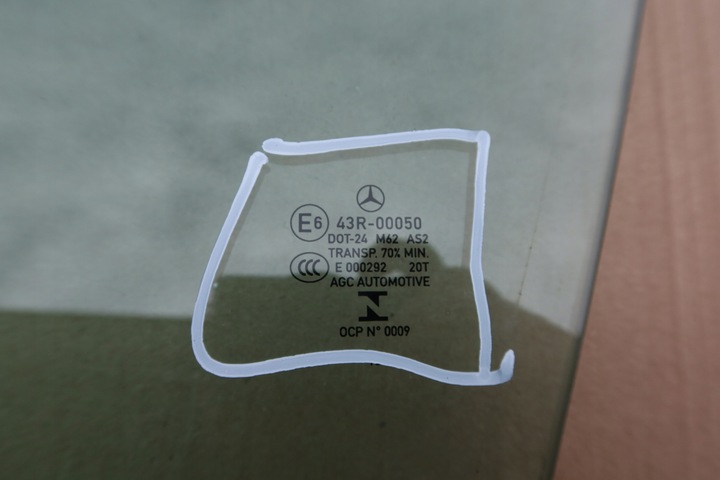 E6 43R-00050
DOT-24 M62 AS2
TRANSP. 70% MIN.
CCC E 000292 20T
AGC AUTOMOTIVE
OCP N° 0009